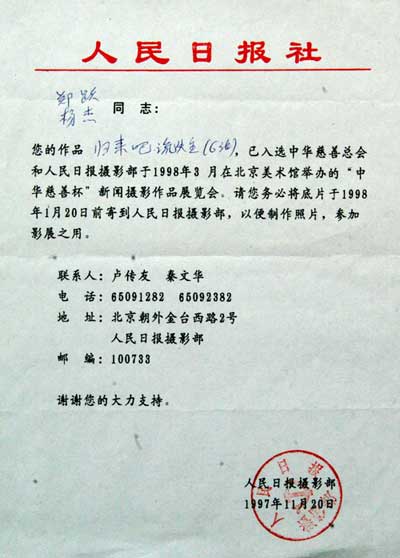 人民日报社
郑跃
杨杰 同志：
您的作品 归来吧 (6张)，已入选中华慈善总会
和人民日报摄影部于1998年3月在北京美术馆举办的“中
华慈善杯”新闻摄影作品展览会。请您务必将底片于1998
年1月20日前寄到人民日报摄影部，以便制作照片，参加
影展之用。
联系人：卢传友 秦文华
电 话：65091282 65092382
地 址：北京朝外金台西路2号
人民日报摄影部
邮 编：100733
谢谢您的大力支持。
人民日报摄影部
1997年11月20日
人民日报